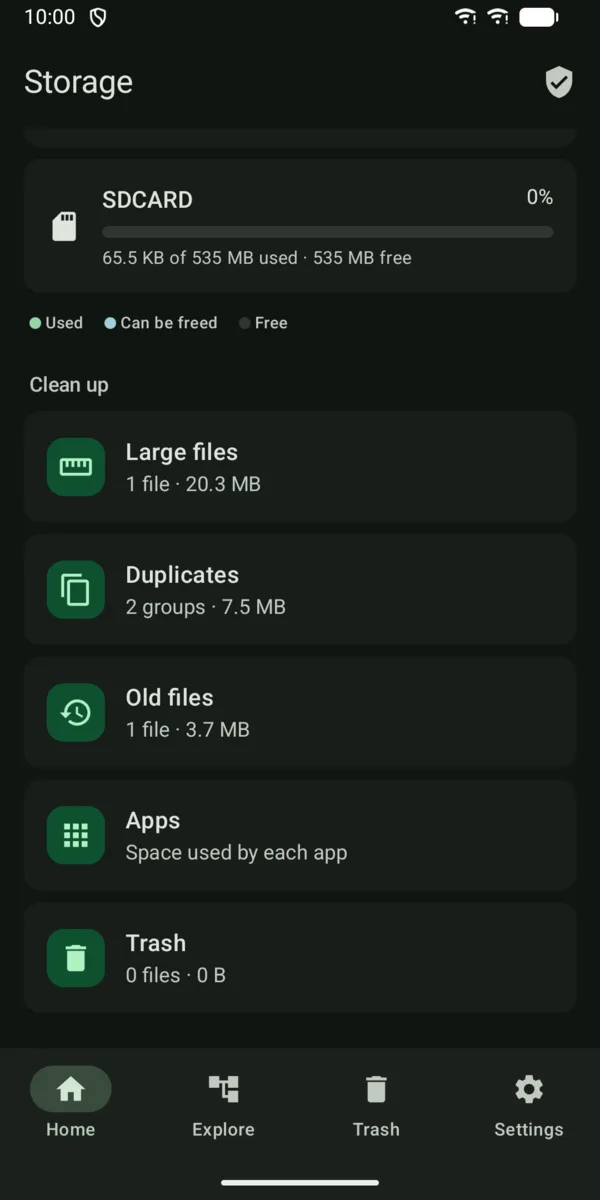 10:00
Storage
SDCARD
0%
65.5 KB of 535 MB used · 535 MB free
Used
Can be freed
Free
Clean up
Large files
1 file · 20.3 MB
Duplicates
2 groups · 7.5 MB
Old files
1 file · 3.7 MB
Apps
Space used by each app
Trash
0 files · 0 B
Home
Explore
Trash
Settings